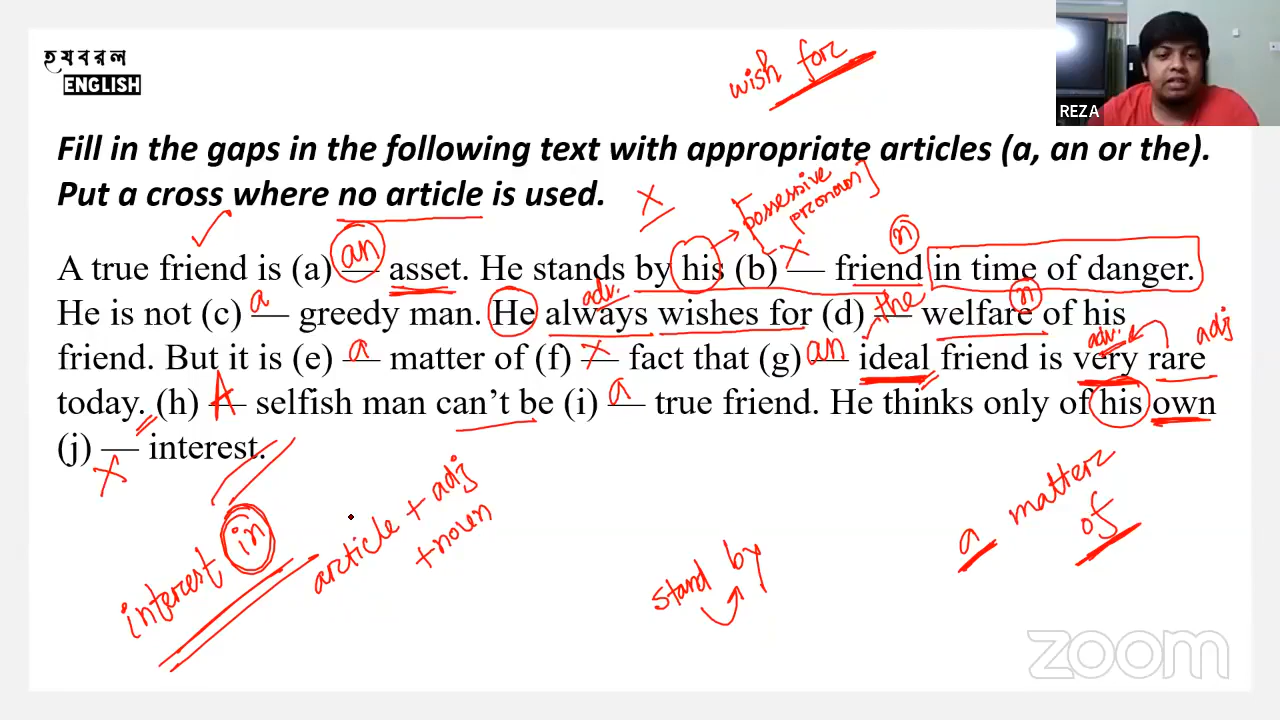 হ য ব র ল
ENGLISH
wish for
REZA
Fill in the gaps in the following text with appropriate articles (a, an or the).
Put a cross where no article is used.
X
[possessive pronoun]
A true friend is (a) an — asset. He stands by his (b) X — friend in time of danger.
n
adv.
n
He is not (c) a — greedy man. He always wishes for (d) the — welfare of his
adv.
adj
friend. But it is (e) a — matter of (f) X — fact that (g) an — ideal friend is very rare
today. (h) A — selfish man can't be (i) a — true friend. He thinks only of his own
(j) X — interest.
interest in
article + adj
+ noun
stand by
a matter of
zoom